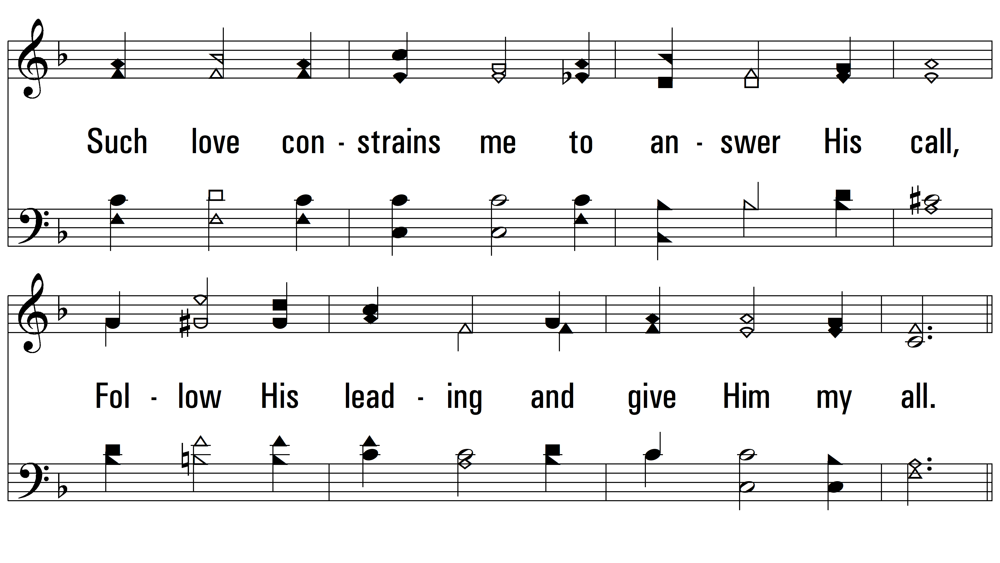 Such love con - strains me to an - swer His call,
Fol - low His lead - ing and give Him my all.